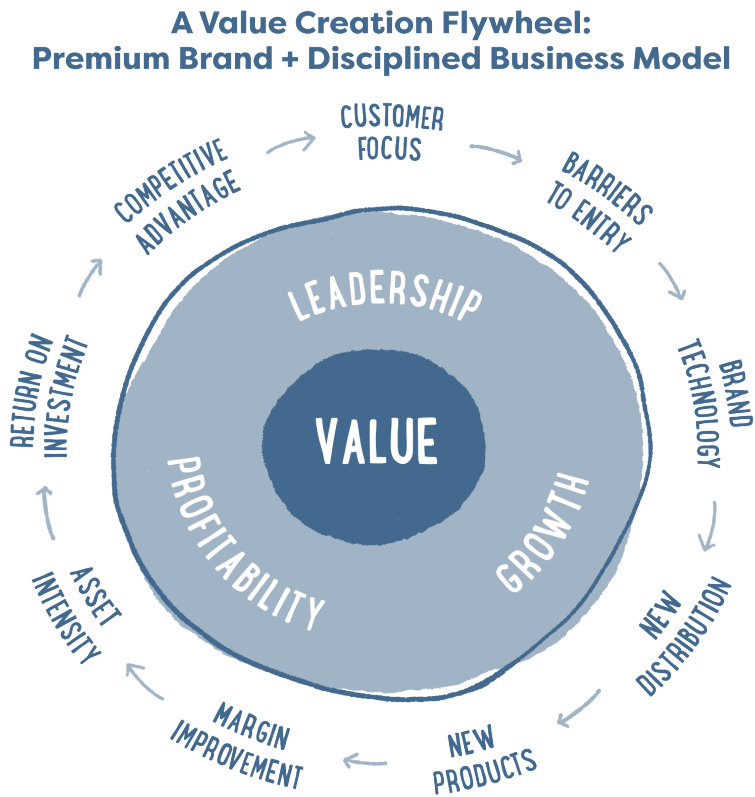 A Value Creation Flywheel:
Premium Brand + Disciplined Business Model
CUSTOMER
FOCUS
BARRIERS
TO ENTRY
BRAND
TECHNOLOGY
NEW
DISTRIBUTION
NEW
PRODUCTS
MARGIN
IMPROVEMENT
ASSET
INTENSITY
RETURN ON
INVESTMENT
COMPETITIVE
ADVANTAGE
LEADERSHIP
GROWTH
PROFITABILITY
VALUE